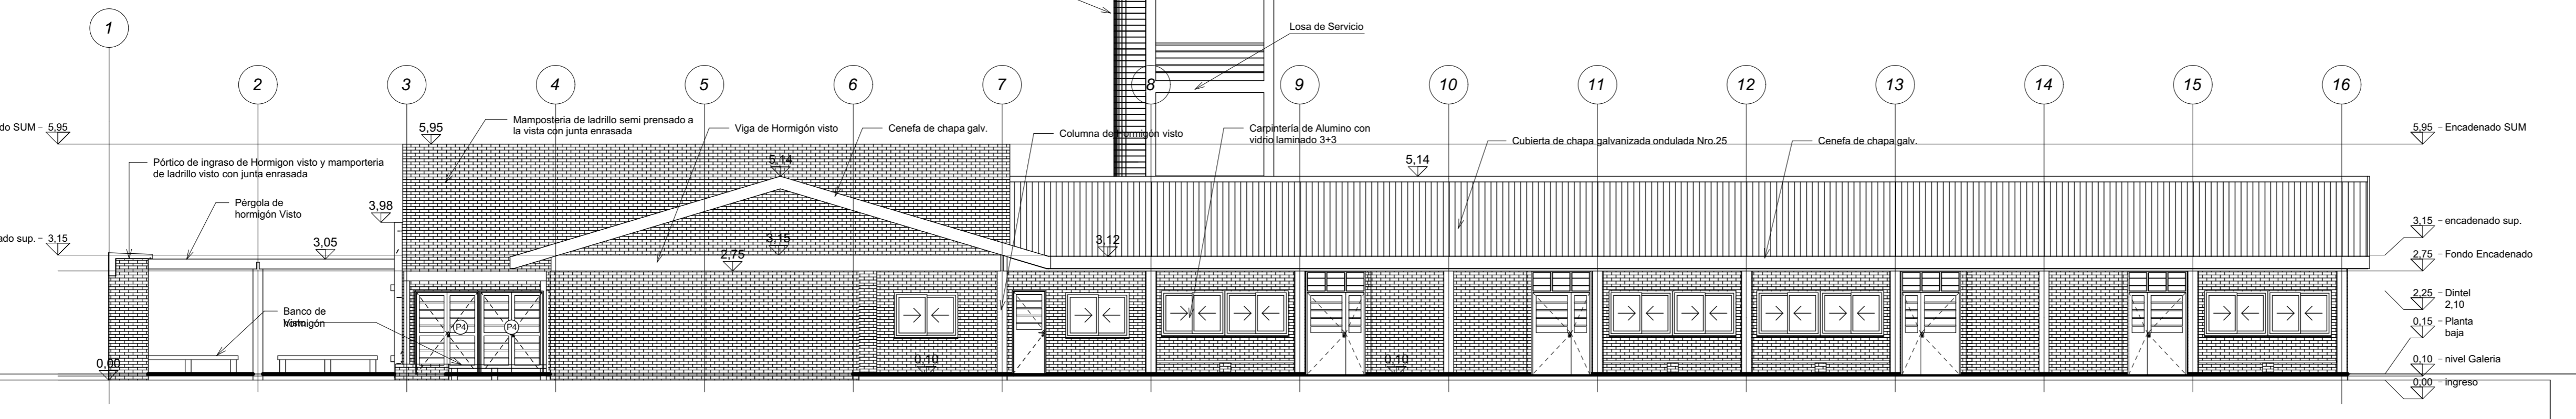 1
Losa de Servicio
2
3
4
5
6
7
8
9
10
11
12
13
14
15
16
do SUM - 5,95
5,95
Mamposteria de ladrillo semi prensado a
la vista con junta enrasada
Viga de Hormigón visto
Cenefa de chapa galv.
Columna de Hormigón visto
Carpintería de Alumino con
vidrio laminado 3+3
Cubierta de chapa galvanizada ondulada Nro.25
Cenefa de chapa galv.
5,95 - Encadenado SUM
Pórtico de ingraso de Hormigon visto y mamporteria
de ladrillo visto con junta enrasada
5,14
5,14
Pérgola de
hormigón Visto
3,98
3,15 - encadenado sup.
ado sup. - 3,15
3,05
3,15
3,12
2,75
2,75 - Fondo Encadenado
2,25 - Dintel
2,10
Banco de
hormigón
Visto
P4
P4
0,15 - Planta
baja
0,00
0,10
0,10
0,10 - nivel Galeria
0,00 - Ingreso